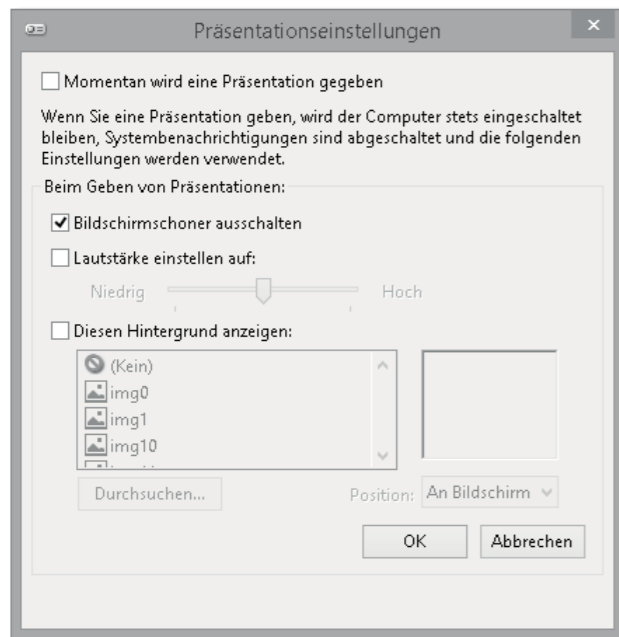 Präsentationseinstellungen
Momentan wird eine Präsentation gegeben
Wenn Sie eine Präsentation geben, wird der Computer stets eingeschaltet
bleiben, Systembenachrichtigungen sind abgeschaltet und die folgenden
Einstellungen werden verwendet.
Beim Geben von Präsentationen:
Bildschirmschoner ausschalten
Lautstärke einstellen auf:
Niedrig Hoch
Diesen Hintergrund anzeigen:
(Kein)
img0
img1
img10
Durchsuchen... Position: An Bildschirm
OK Abbrechen